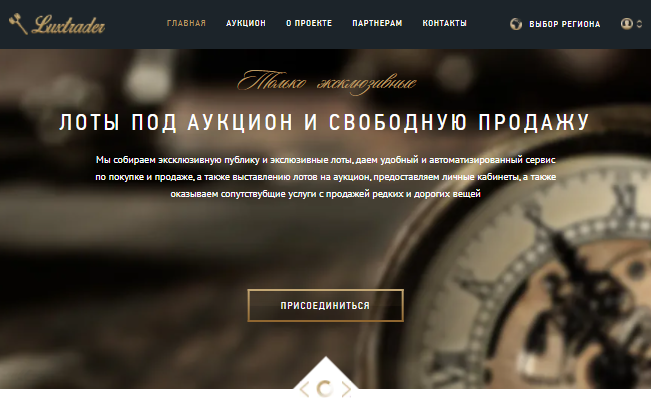 Luxtrader
ГЛАВНАЯ АУКЦИОН О ПРОЕКТЕ ПАРТНЕРАМ КОНТАКТЫ ВЫБОР РЕГИОНА
Только эксклюзивные
ЛОТЫ ПОД АУКЦИОН И СВОБОДНУЮ ПРОДАЖУ
Мы собираем эксклюзивную публику и экслюзивные лоты, даем удобный и автоматизированный сервис
по покупке и продаже, а также выставлению лотов на аукцион, предоставляем личные кабинеты, а также
оказываем сопутствубщие услуги с продажей редких и дорогих вещей
ПРИСОЕДИНИТЬСЯ